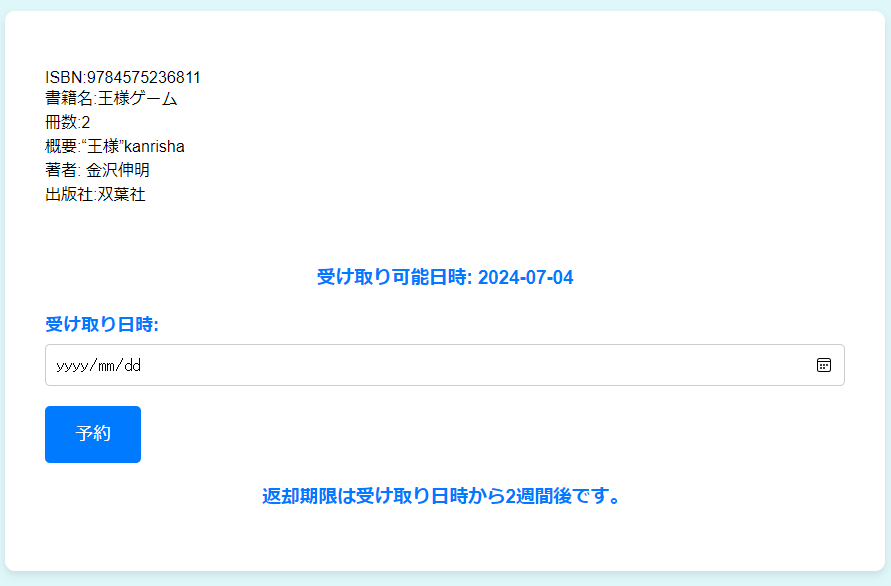 ISBN:9784575236811
書籍名:王様ゲーム
冊数:2
概要:“王様”kanrisha
著者: 金沢伸明
出版社:双葉社
受け取り可能日時: 2024-07-04
受け取り日時:
yyyy/mm/dd
予約
返却期限は受け取り日時から2週間後です。